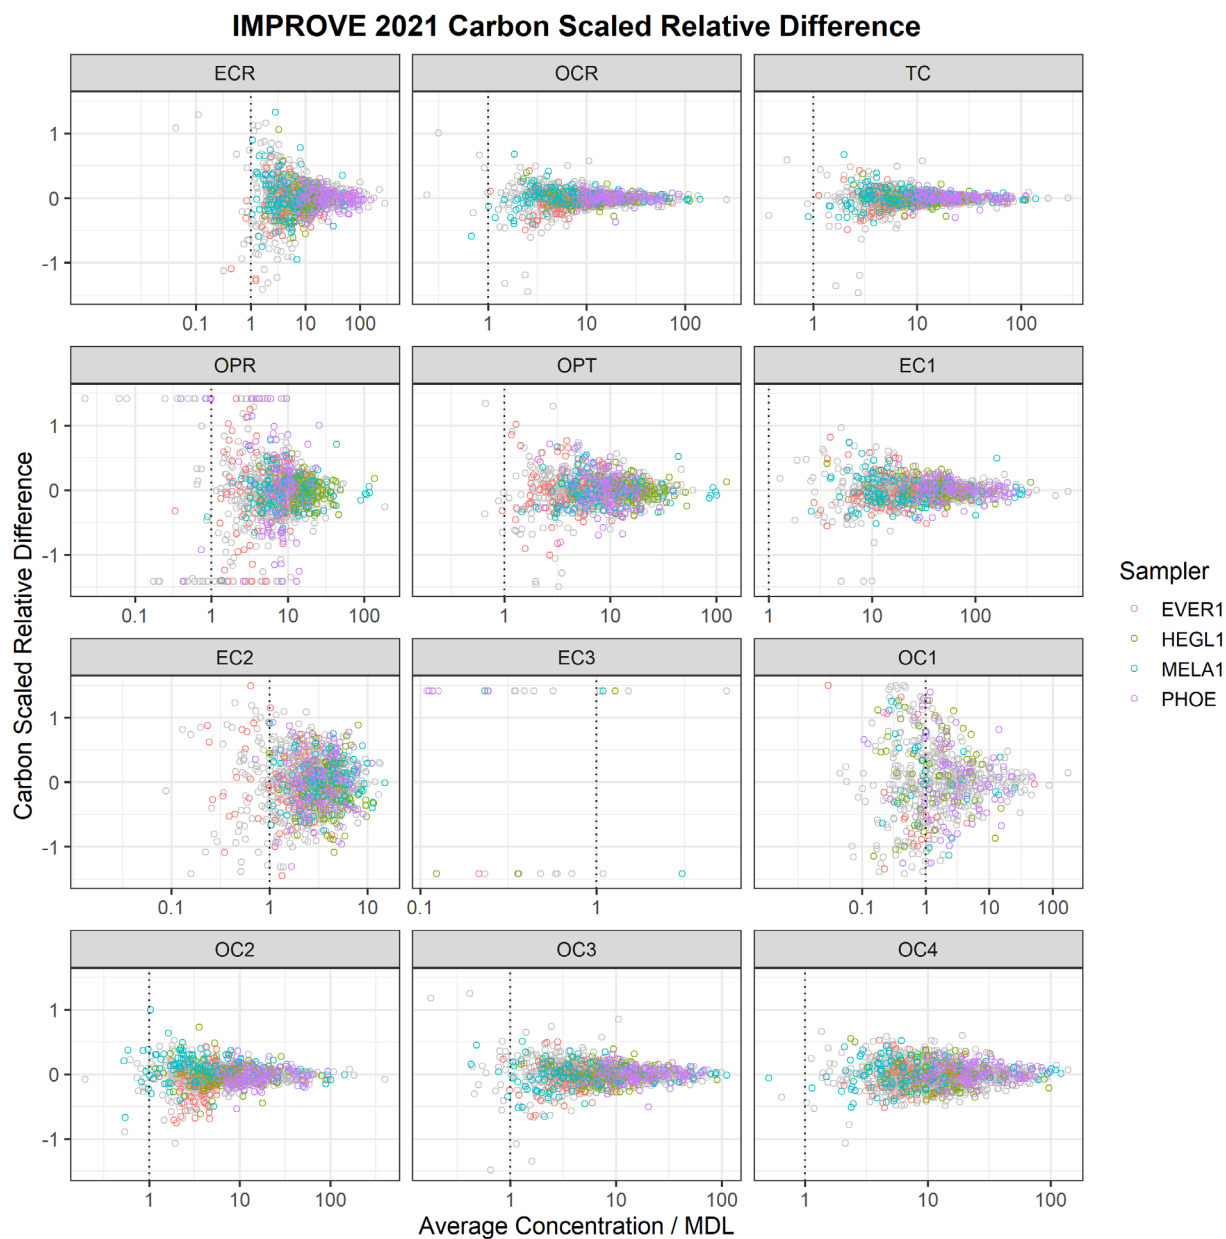 IMPROVE 2021 Carbon Scaled Relative Difference
ECR OCR TC
1
0
-1
0.1 1 10 100 1 10 100 1 10 100
OPR OPT EC1
1
0
-1
0.1 1 10 100 1 10 100 1 10 100
EC2 EC3 OC1
1
0
-1
0.1 1 10 0.1 1 0.1 1 10 100
OC2 OC3 OC4
1
0
-1
1 10 100 1 10 100 1 10 100
Carbon Scaled Relative Difference
Average Concentration / MDL
Sampler
EVER1
HEGL1
MELA1
PHOE